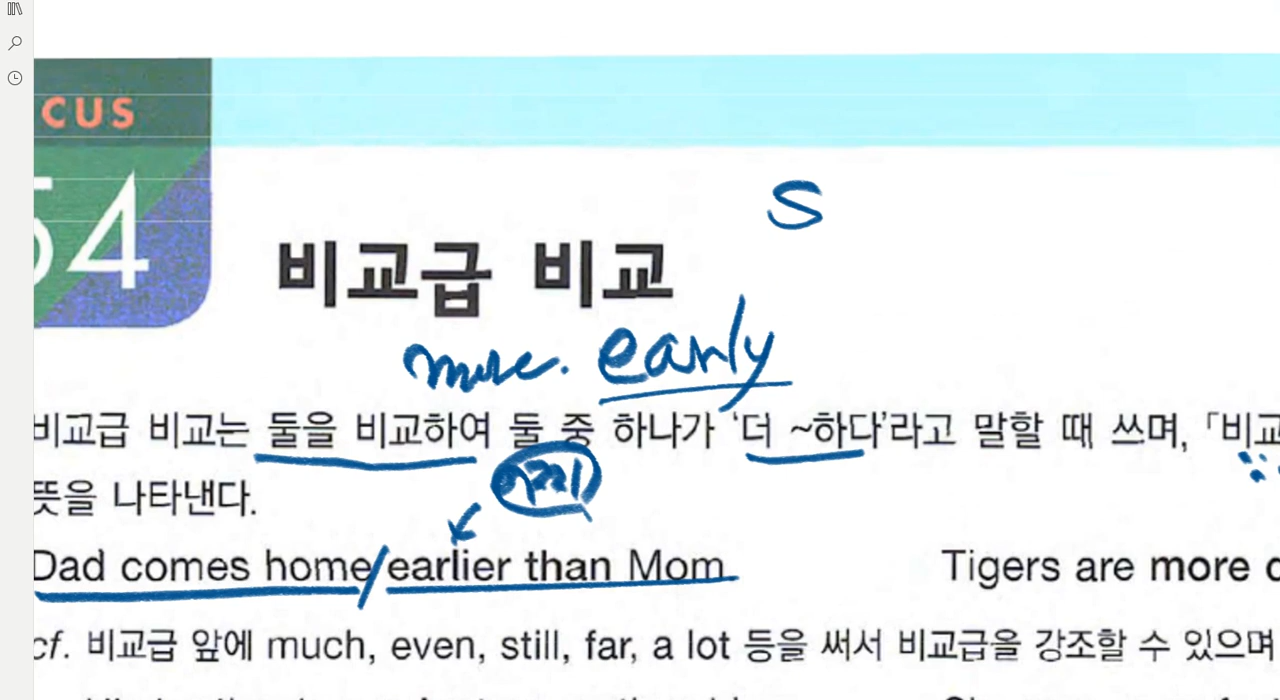 CUS
54
S
비교급 비교
more. early
비교급 비교는 둘을 비교하여 둘 중 하나가 ‘더 ~하다’라고 말할 때 쓰며, 「비교
뜻을 나타낸다.
Dad comes home/earlier than Mom. Tigers are more
cf. 비교급 앞에 much, even, still, far, a lot 등을 써서 비교급을 강조할 수 있으며